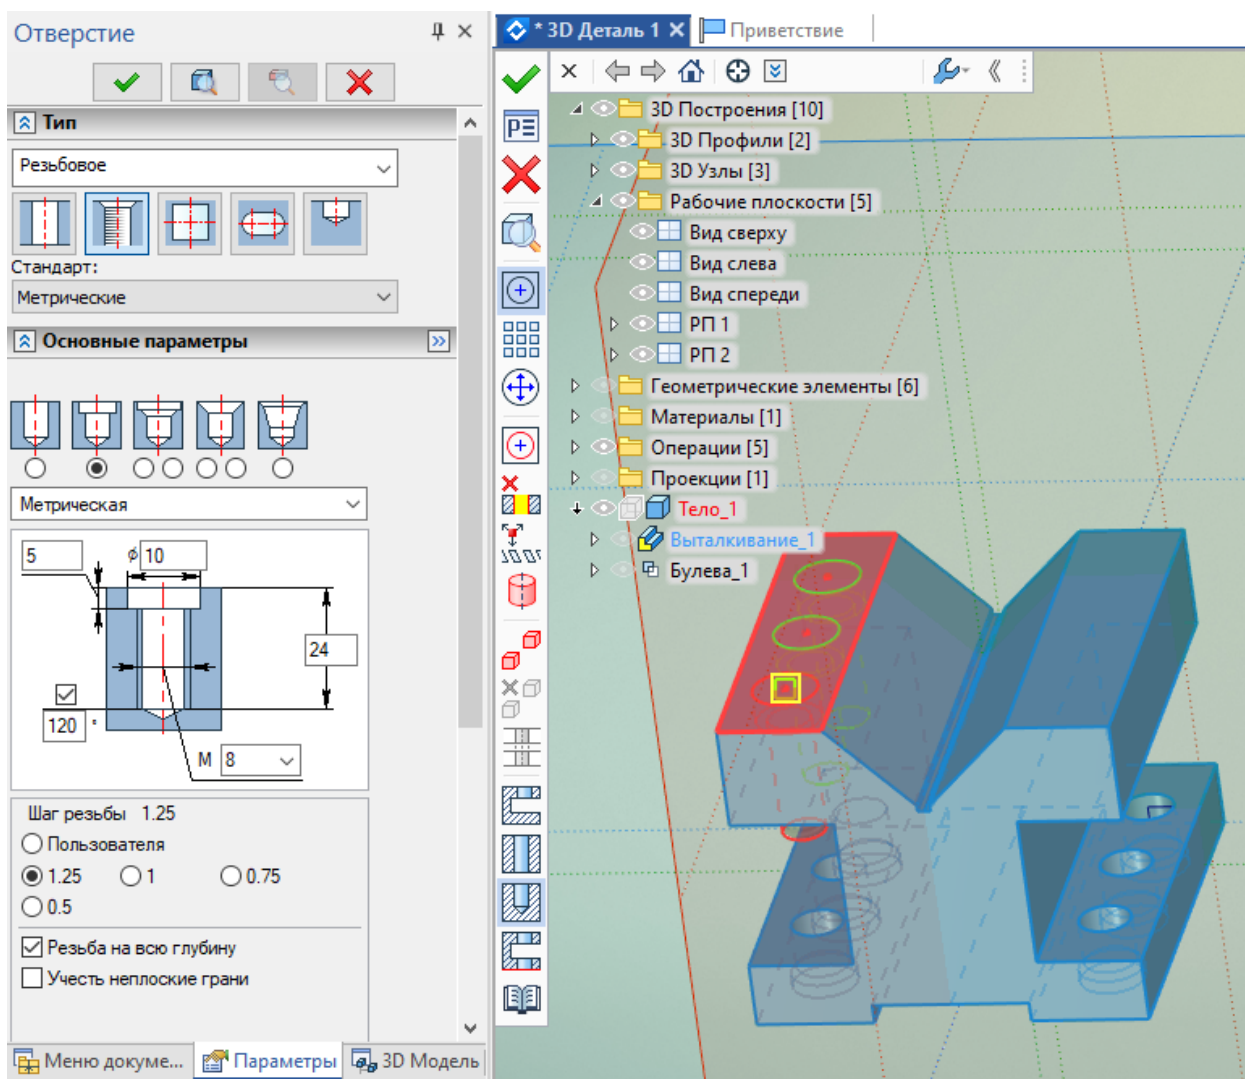 Отверстие
Тип
Резьбовое
Стандарт:
Метрические
Основные параметры
Метрическая
5
ϕ 10
24
120 °
M 8
Шаг резьбы 1.25
Пользователя
1.25 1 0.75
0.5
Резьба на всю глубину
Учесть неплоские грани
Меню докуме... Параметры 3D Модель
* 3D Деталь 1 Приветствие
3D Построения [10]
3D Профили [2]
3D Узлы [3]
Рабочие плоскости [5]
Вид сверху
Вид слева
Вид спереди
РП 1
РП 2
Геометрические элементы [6]
Материалы [1]
Операции [5]
Проекции [1]
Тело_1
Выталкивание_1
Булева_1